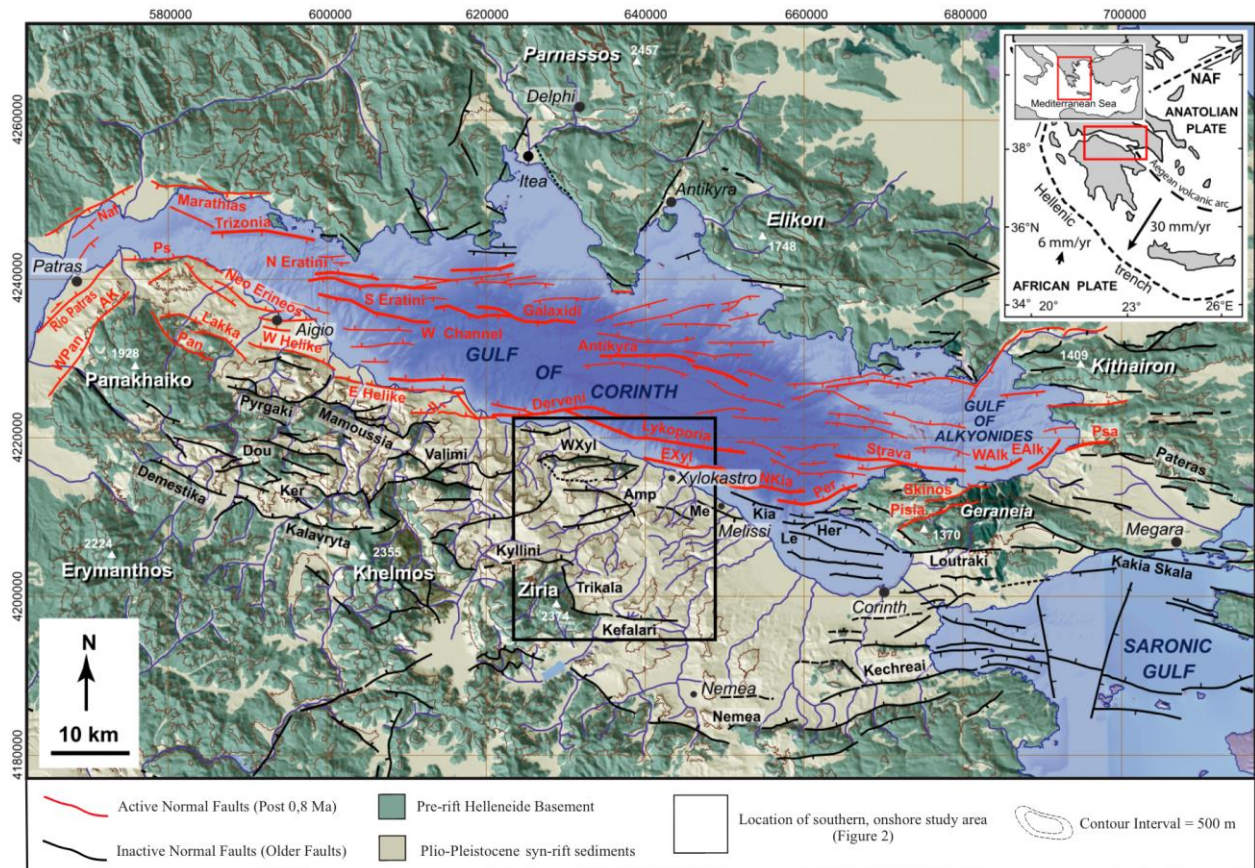 580000 600000 620000 640000 660000 680000 700000
4260000
4240000
4220000
4200000
4180000
Parnassos
2457
Delphi
Itea
Antikyra
Elikon
1748
Naf
Marathias
Trizonia
Ps
N Eratini
Patras
Rio Patras
AK
Neo Erineos
S Eratini
Galaxidi
Aigio
Lakka
Pan
WPan
W Helike
W Channel
GULF
OF
CORINTH
Antikyra
1928
Panakhaiko
E Helike
Derveni
Lykoporia
EXyl
Pyrgaki
Mamoussia
Valimi
WXyl
Xylokastro
NKia
Per
Strava
GULF
OF
ALKYONIDES
WAlk
EAlk
Psa
1409
Kithairon
Dou
Demestika
Ker
Kalavryta
Amp
Me
Melissi
Kia
Le
Her
Skinos
Pisia
Geraneia
1370
Pateras
Megara
2224
Erymanthos
2355
Khelmos
Kyllini
Ziria
2374
Trikala
Kefalari
Loutraki
Kakia Skala
Corinth
Kechreai
SARONIC
GULF
Nemea
Nemea
N
10 km
NAF
Mediterranean Sea
ANATOLIAN
PLATE
38°
Aegean volcanic arc
Hellenic
trench
36°N
30 mm/yr
6 mm/yr
AFRICAN PLATE
34°
20°
23°
26°E
Active Normal Faults (Post 0,8 Ma)
Inactive Normal Faults (Older Faults)
Pre-rift Helleneide Basement
Plio-Pleistocene syn-rift sediments
Location of southern, onshore study area
(Figure 2)
Contour Interval = 500 m